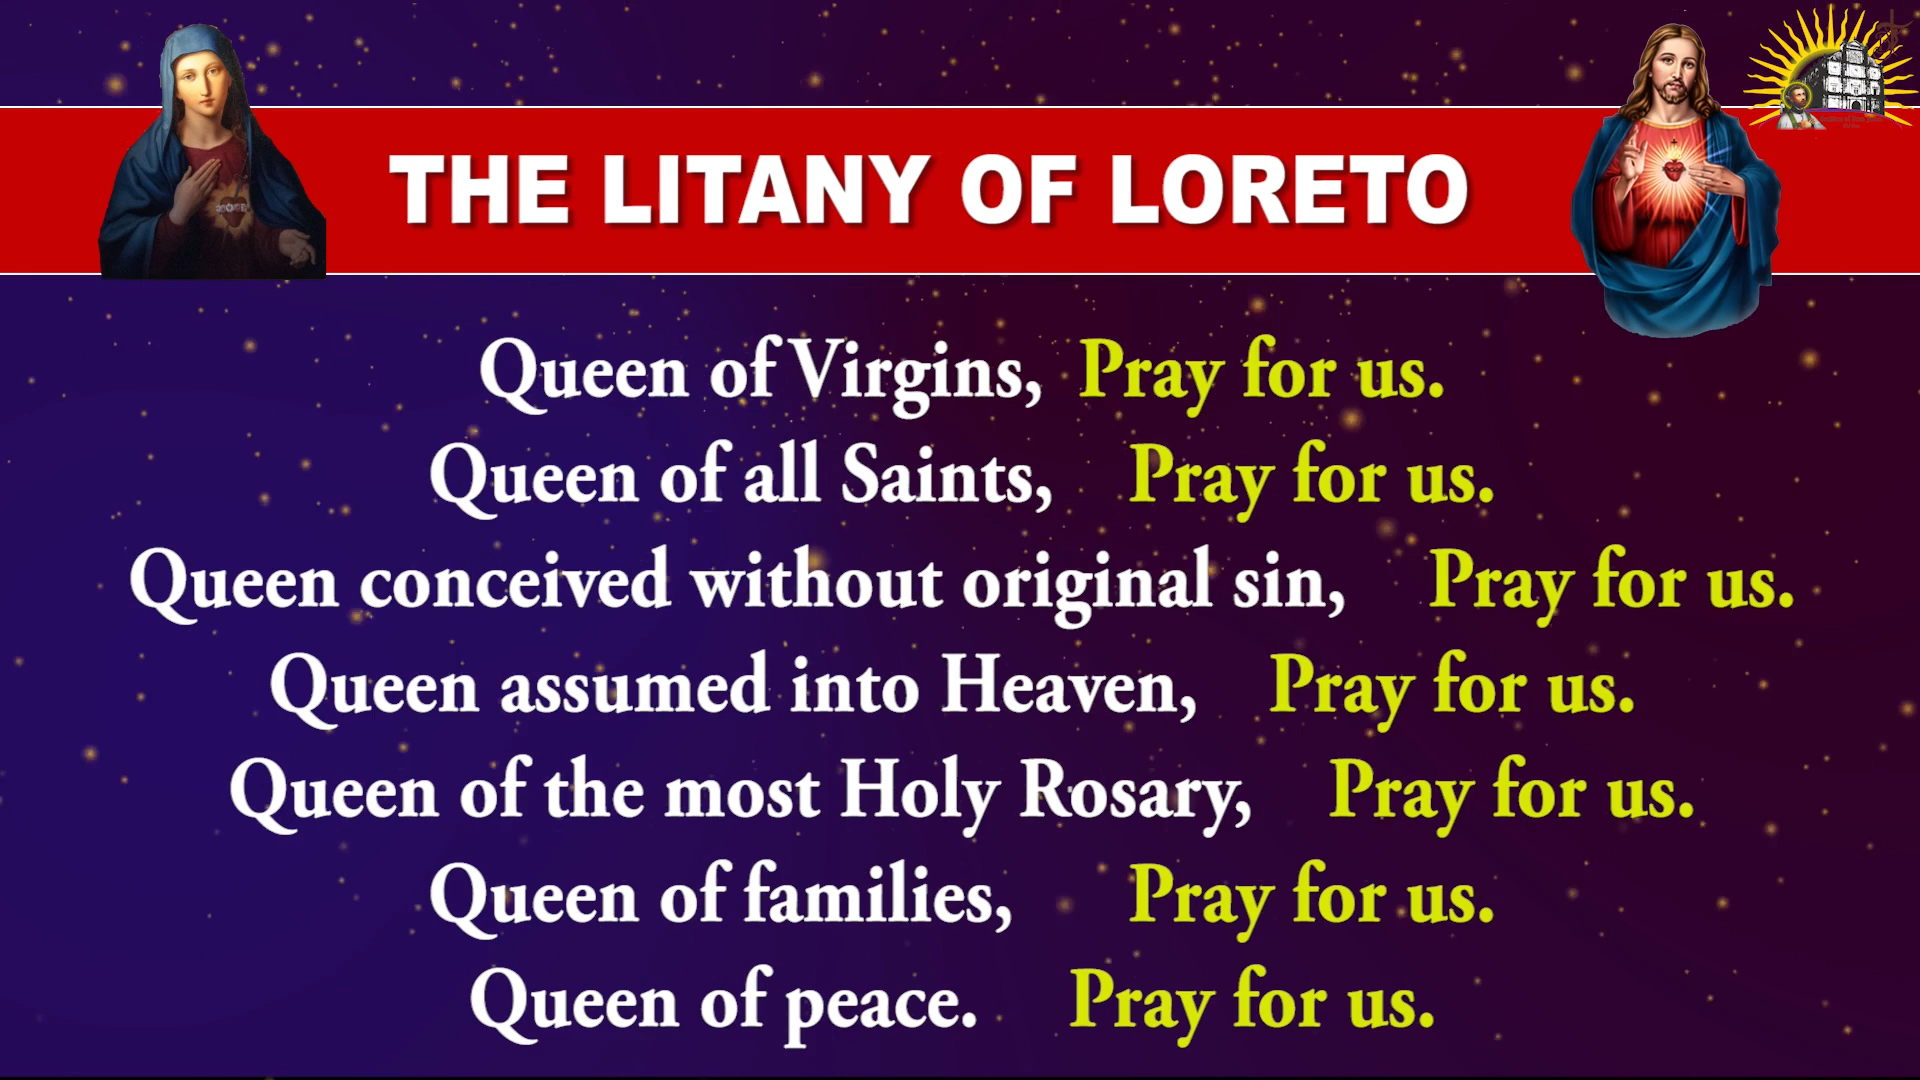 THE LITANY OF LORETO
Queen of Virgins, Pray for us.
Queen of all Saints, Pray for us.
Queen conceived without original sin, Pray for us.
Queen assumed into Heaven, Pray for us.
Queen of the most Holy Rosary, Pray for us.
Queen of families, Pray for us.
Queen of peace. Pray for us.